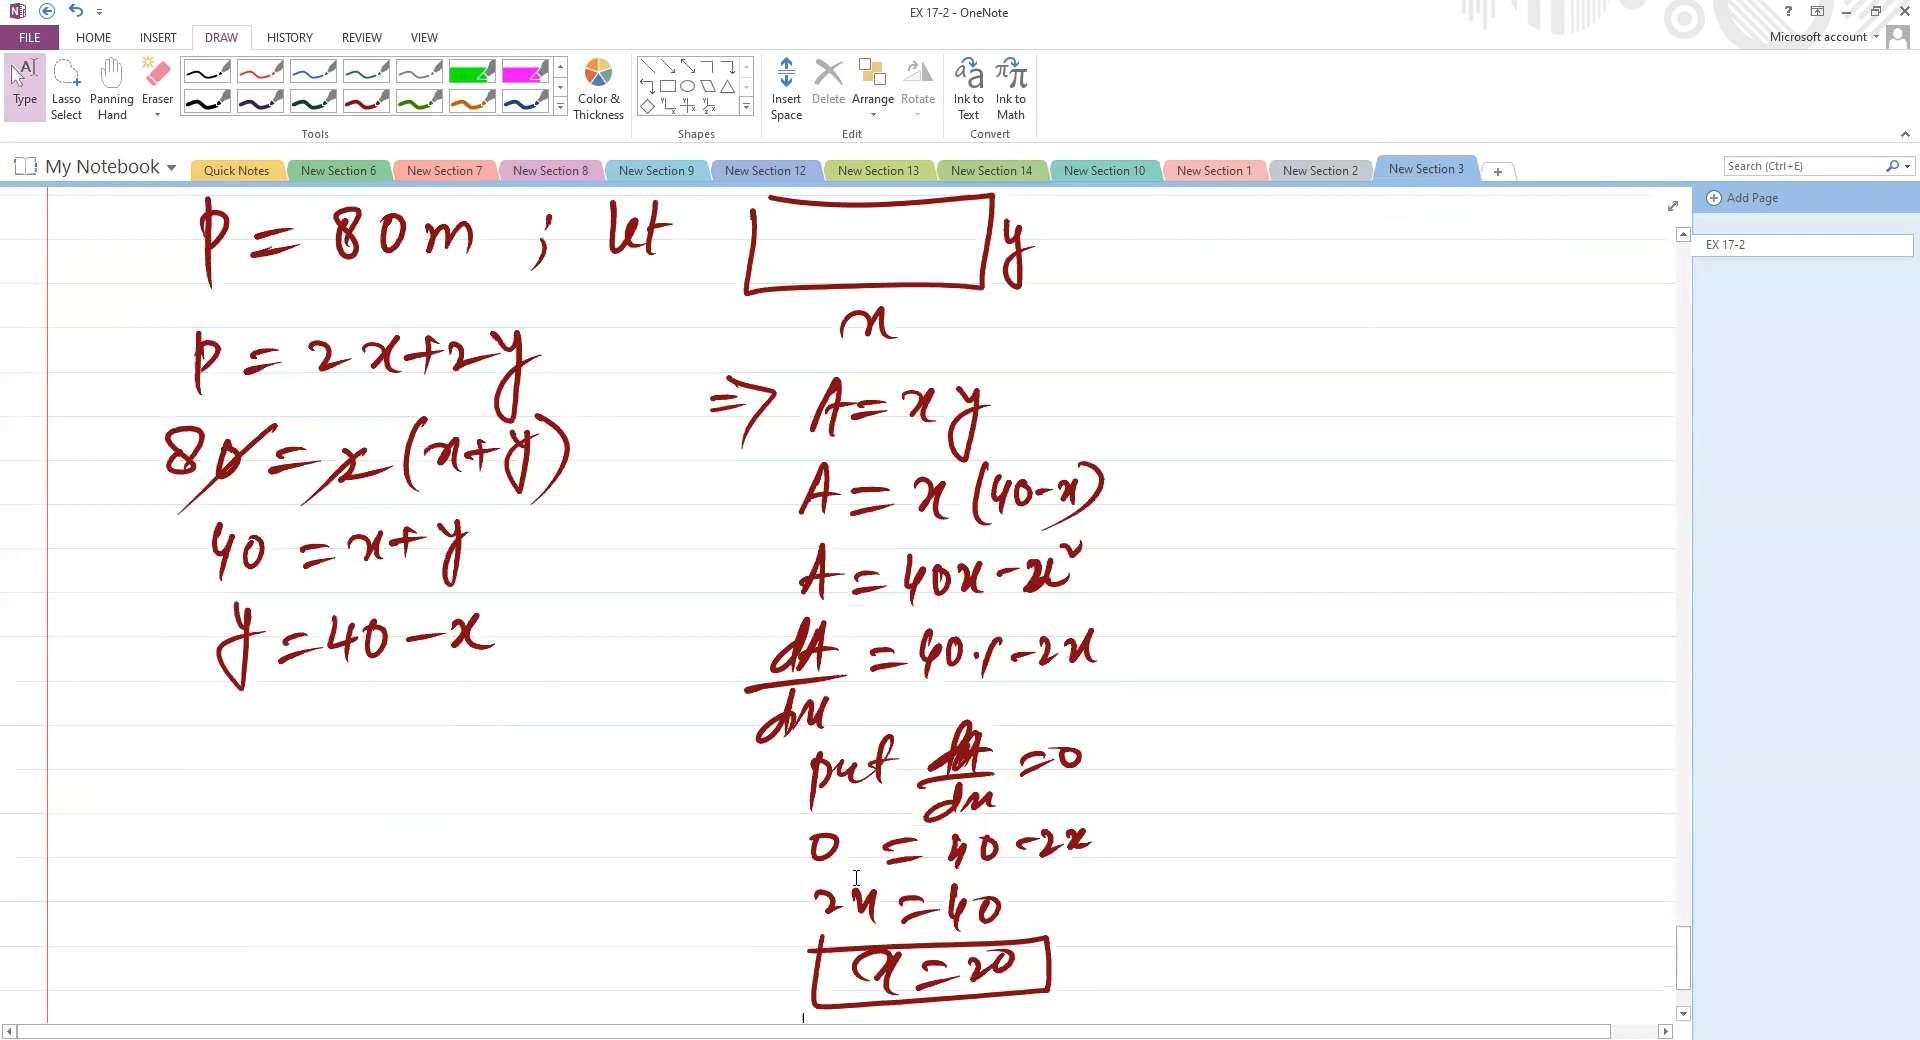 EX 17-2 - OneNote
?
FILE HOME INSERT DRAW HISTORY REVIEW VIEW
Microsoft account
Type
Lasso Select
Panning Hand
Eraser
Color & Thickness
Insert Space
Delete
Arrange
Rotate
Ink to Text
Ink to Math
Tools
Shapes
Edit
Convert
My Notebook
Quick Notes New Section 6 New Section 7 New Section 8 New Section 9 New Section 12 New Section 13 New Section 14 New Section 10 New Section 1 New Section 2 New Section 3
Search (Ctrl+E)
Add Page
EX 17-2
P = 80m ; let
y
x
P = 2x+2y
80 = 2(x+y)
40 = x+y
y = 40-x
=> A = xy
A = x(40-x)
A = 40x-x²
dA/dx = 40.1-2x
put dA/dx = 0
0 = 40-2x
2x = 40
x = 20